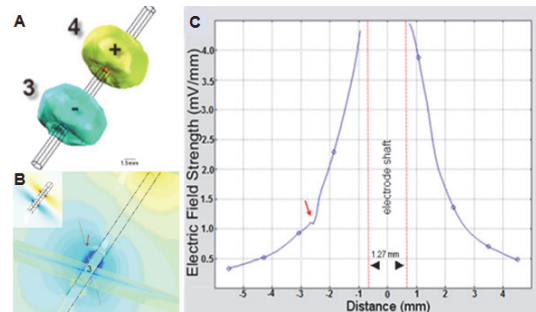 A
4
+
3
-
1.5mm
B
3
C
Electric Field Strength (mV/mm)
4.0
-3.5
-3.0
-2.5
2.0
-1.5
1.0
0.5
electrode shaft
1.27 mm
-5 -4 -3 -2 -1 0 1 2 3 4
Distance (mm)